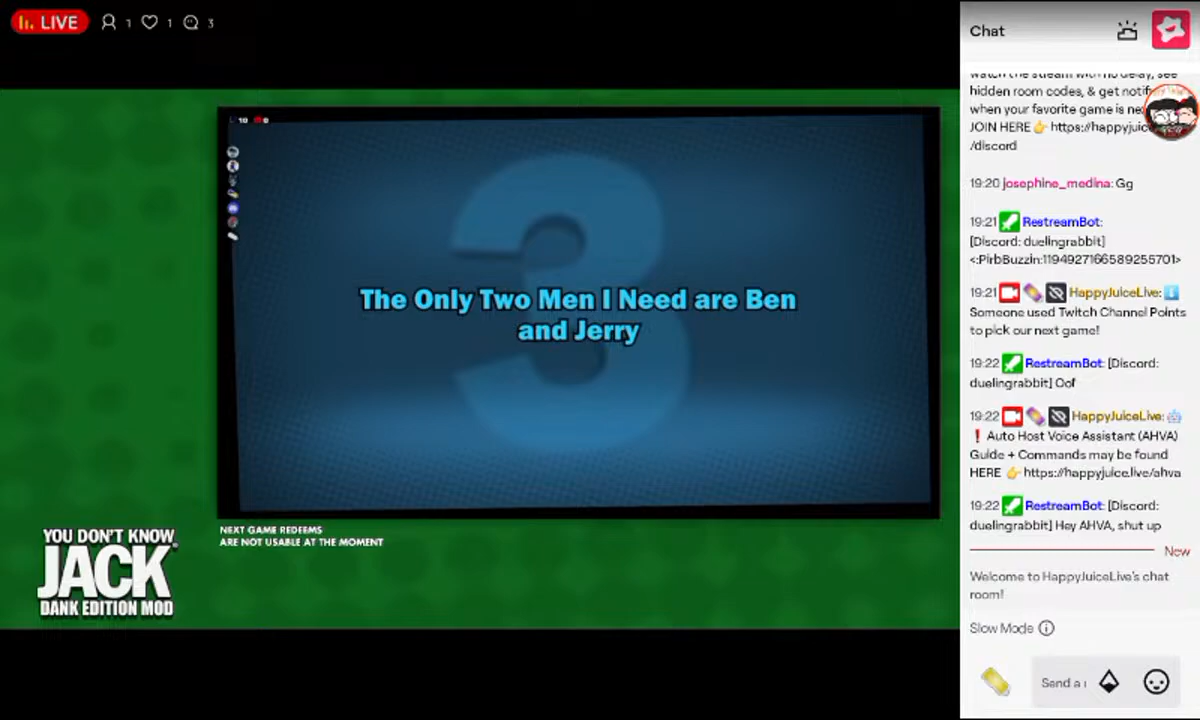 LIVE 1 1 3
10 0
3
The Only Two Men I Need are Ben
and Jerry
NEXT GAME REDEEMS
ARE NOT USABLE AT THE MOMENT
YOU DON'T KNOW
JACK
DANK EDITION MOD
Chat
watch the stream with no delay, see
hidden room codes, & get notif
when your favorite game is ne
JOIN HERE 👉 https://happyjuic
/discord
19:20 josephine_medina: Gg
19:21 RestreamBot:
[Discord: duelingrabbit]
<:PirbBuzzin:1194927166589255701>
19:21 HappyJuiceLive: ⬇️
Someone used Twitch Channel Points
to pick our next game!
19:22 RestreamBot: [Discord:
duelingrabbit] Oof
19:22 HappyJuiceLive: 🤖
❗ Auto Host Voice Assistant (AHVA)
Guide + Commands may be found
HERE 👉 https://happyjuice.live/ahva
19:22 RestreamBot: [Discord:
duelingrabbit] Hey AHVA, shut up
New
Welcome to HappyJuiceLive's chat
room!
Slow Mode
Send a